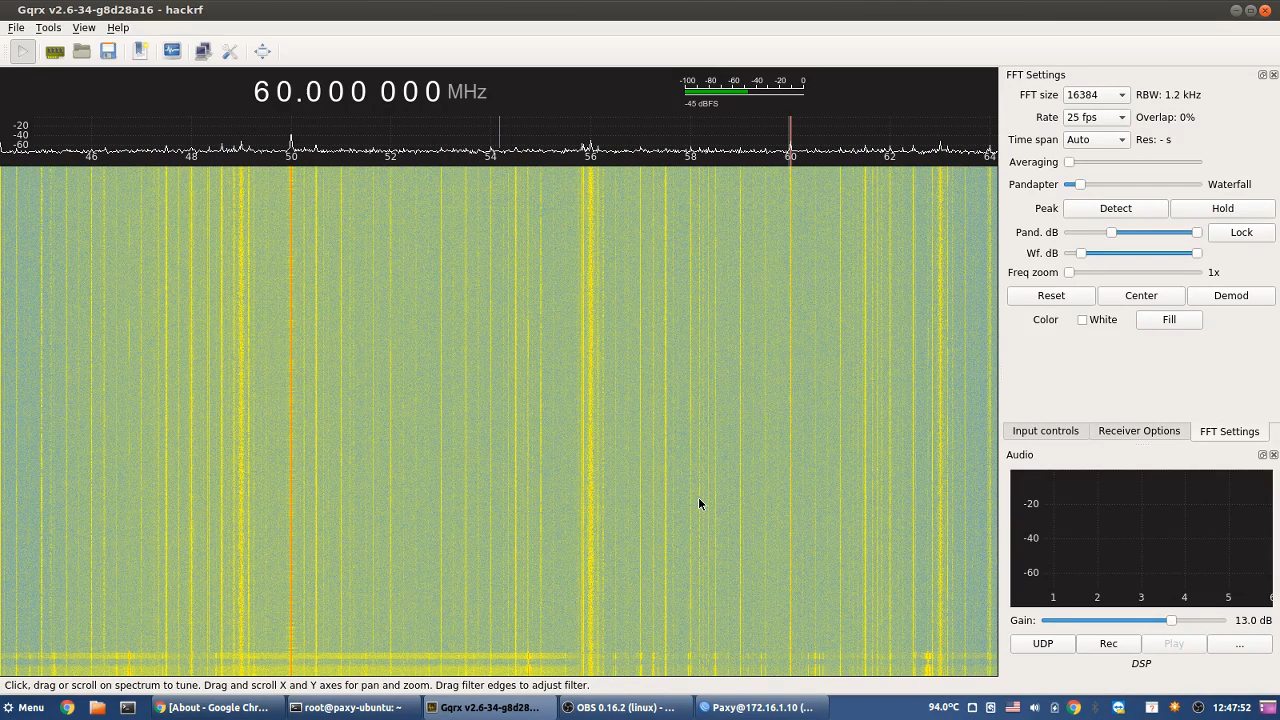 Gqrx v2.6-34-g8d28a16 - hackrf
File Tools View Help
60.000 000 MHz
-100 -80 -60 -40 -20 0
-45 dBFS
-20
-40
-60
46 48 50 52 54 56 58 60 62 64
FFT Settings
FFT size 16384 RBW: 1.2 kHz
Rate 25 fps Overlap: 0%
Time span Auto Res: - s
Averaging
Pandapter Waterfall
Peak Detect Hold
Pand. dB Lock
Wf. dB
Freq zoom 1x
Reset Center Demod
Color White Fill
Input controls Receiver Options FFT Settings
Audio
-20
-40
-60
1 2 3 4 5 6
Gain: 13.0 dB
UDP Rec Play ...
DSP
Click, drag or scroll on spectrum to tune. Drag and scroll X and Y axes for pan and zoom. Drag filter edges to adjust filter.
Menu [About - Google Chr... root@paxy-ubuntu: ~ Gqrx v2.6-34-g8d28... OBS 0.16.2 (linux) - ... Paxy@172.16.1.10 (... 94.0°C 12:47:52